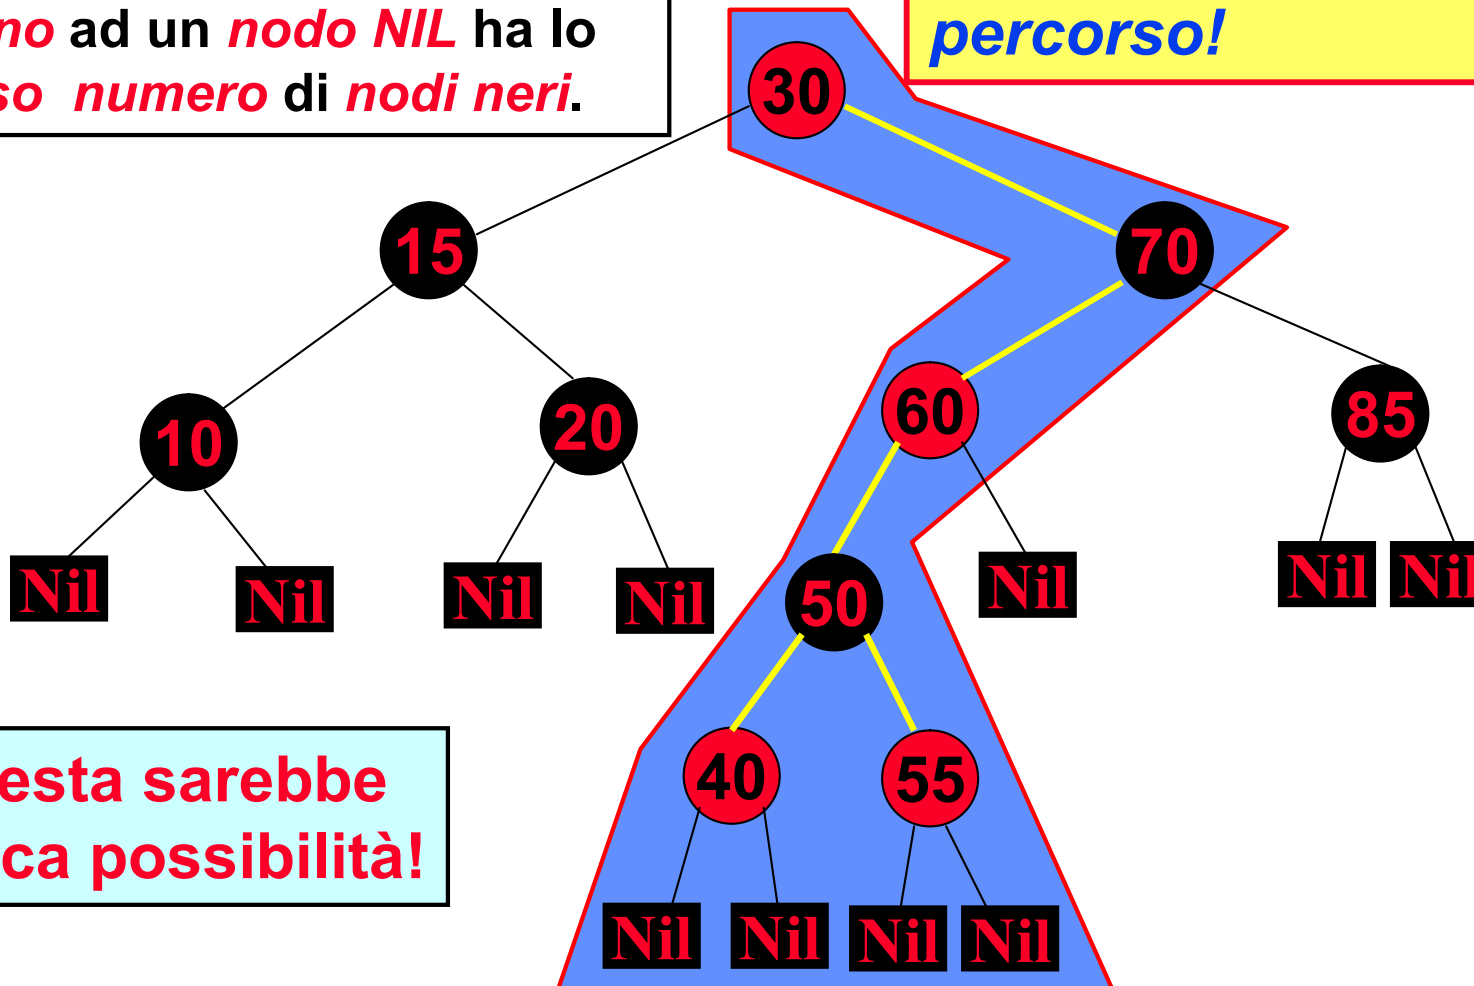 no ad un nodo NIL ha lo
so numero di nodi neri.
percorso!
30
15
70
10
20
60
85
Nil
Nil
Nil
Nil
50
Nil
Nil
Nil
esta sarebbe
ca possibilità!
40
55
Nil
Nil
Nil
Nil